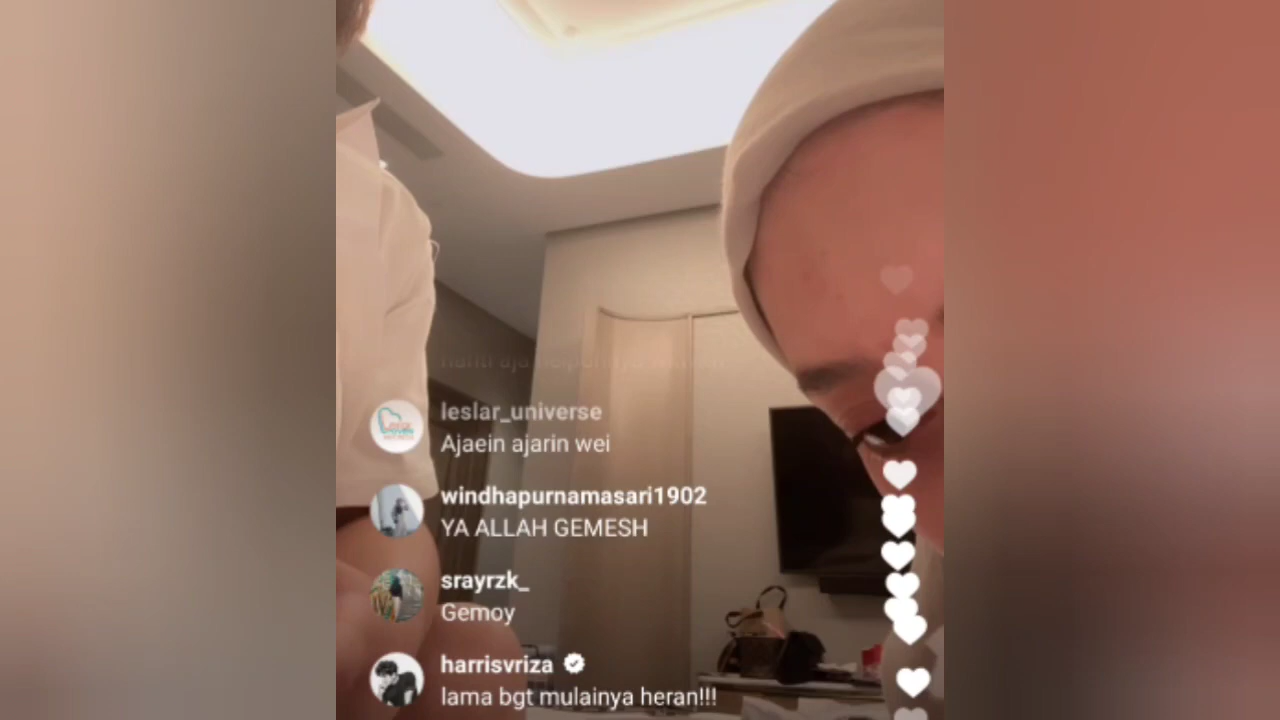 leslar_universe
Ajaein ajarin wei
windhapurnamasari1902
YA ALLAH GEMESH
srayrzk_
Gemoy
harrisvriza
lama bgt mulainya heran!!!